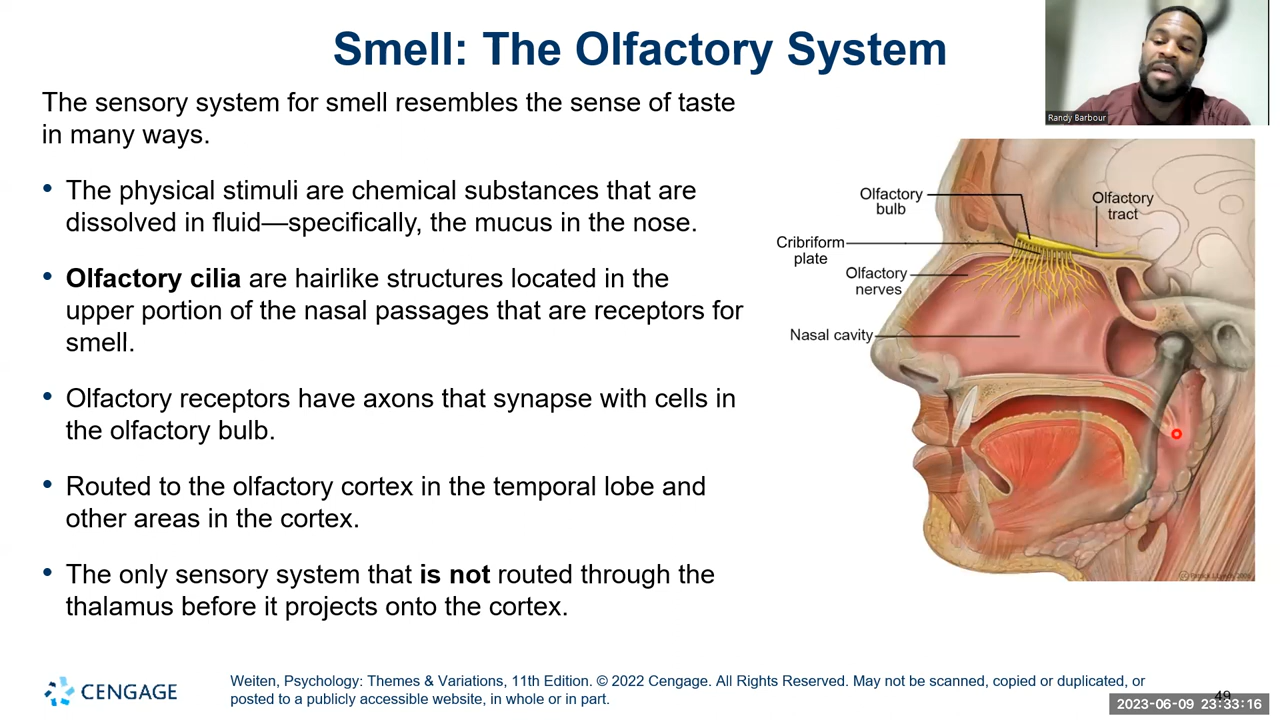 Smell: The Olfactory System
Randy Barbour
The sensory system for smell resembles the sense of taste
in many ways.
• The physical stimuli are chemical substances that are
dissolved in fluid—specifically, the mucus in the nose.
• Olfactory cilia are hairlike structures located in the
upper portion of the nasal passages that are receptors for
smell.
• Olfactory receptors have axons that synapse with cells in
the olfactory bulb.
• Routed to the olfactory cortex in the temporal lobe and
other areas in the cortex.
• The only sensory system that is not routed through the
thalamus before it projects onto the cortex.
Olfactory
bulb
Olfactory
tract
Cribriform
plate
Olfactory
nerves
Nasal cavity
CENGAGE
Weiten, Psychology: Themes & Variations, 11th Edition. © 2022 Cengage. All Rights Reserved. May not be scanned, copied or duplicated, or
posted to a publicly accessible website, in whole or in part.
49
2023-06-09 23:33:16